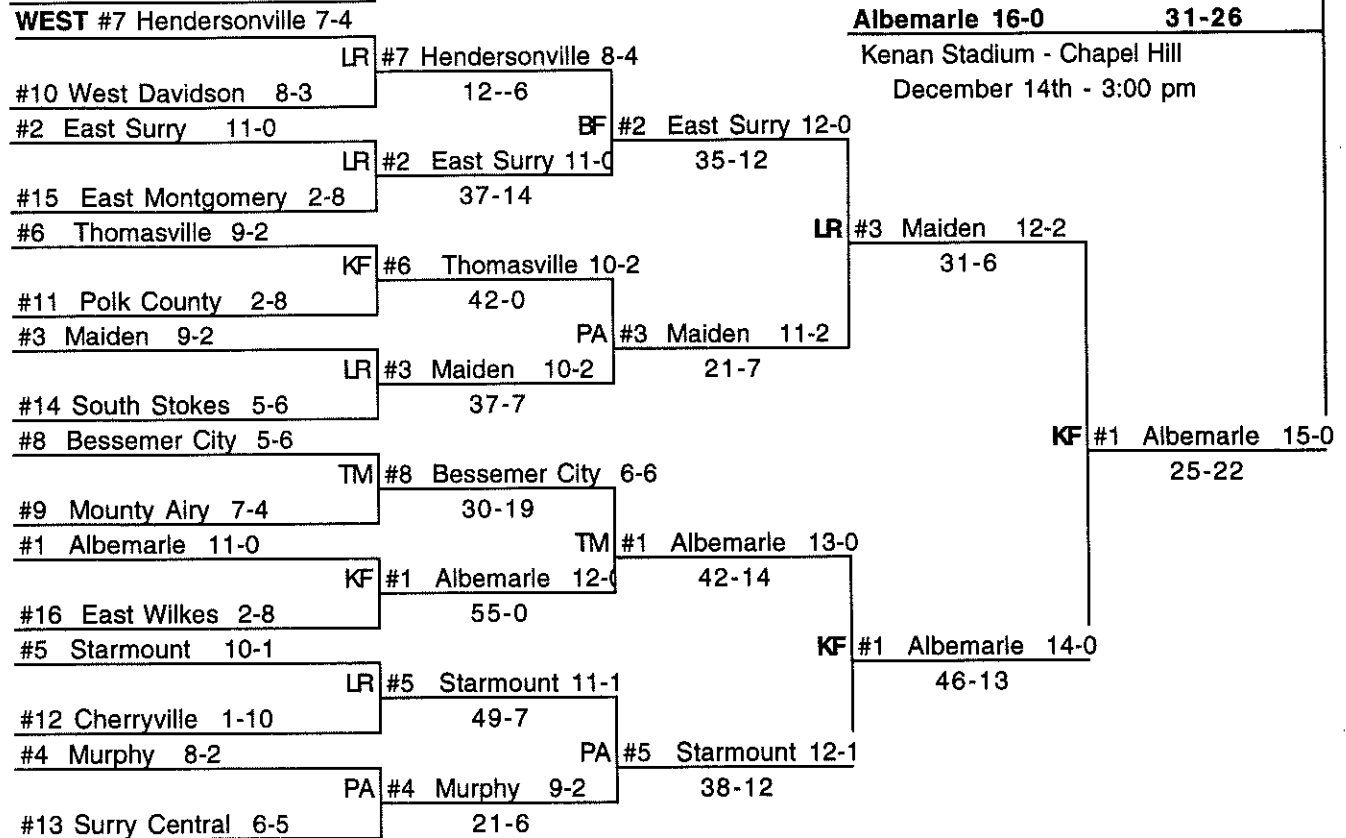 WEST #7 Hendersonville 7-4
Albemarle 16-0 31-26
Kenan Stadium - Chapel Hill
December 14th - 3:00 pm
LR #7 Hendersonville 8-4
#10 West Davidson 8-3
12--6
#2 East Surry 11-0
BF #2 East Surry 12-0
LR #2 East Surry 11-0
35-12
#15 East Montgomery 2-8
37-14
#6 Thomasville 9-2
LR #3 Maiden 12-2
KF #6 Thomasville 10-2
31-6
#11 Polk County 2-8
42-0
#3 Maiden 9-2
PA #3 Maiden 11-2
LR #3 Maiden 10-2
21-7
#14 South Stokes 5-6
37-7
#8 Bessemer City 5-6
KF #1 Albemarle 15-0
TM #8 Bessemer City 6-6
25-22
#9 Mounty Airy 7-4
30-19
#1 Albemarle 11-0
TM #1 Albemarle 13-0
KF #1 Albemarle 12-0
42-14
#16 East Wilkes 2-8
55-0
#5 Starmount 10-1
KF #1 Albemarle 14-0
LR #5 Starmount 11-1
46-13
#12 Cherryville 1-10
49-7
#4 Murphy 8-2
PA #5 Starmount 12-1
PA #4 Murphy 9-2
38-12
#13 Surry Central 6-5
21-6